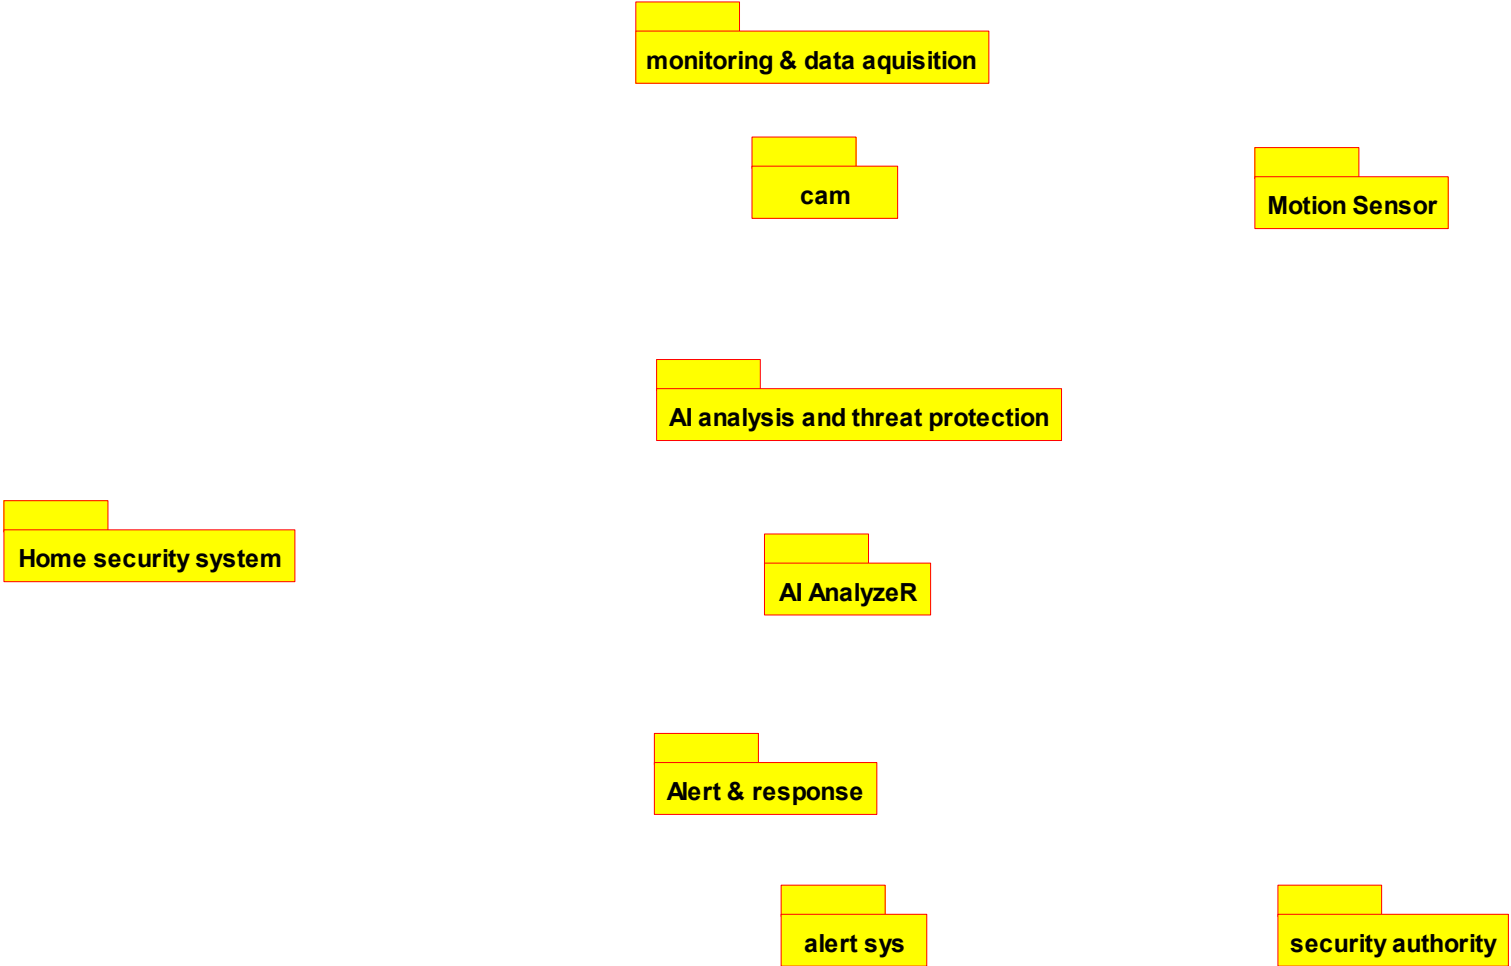 monitoring & data aquisition
cam
Motion Sensor
AI analysis and threat protection
Home security system
AI AnalyzeR
Alert & response
alert sys
security authority